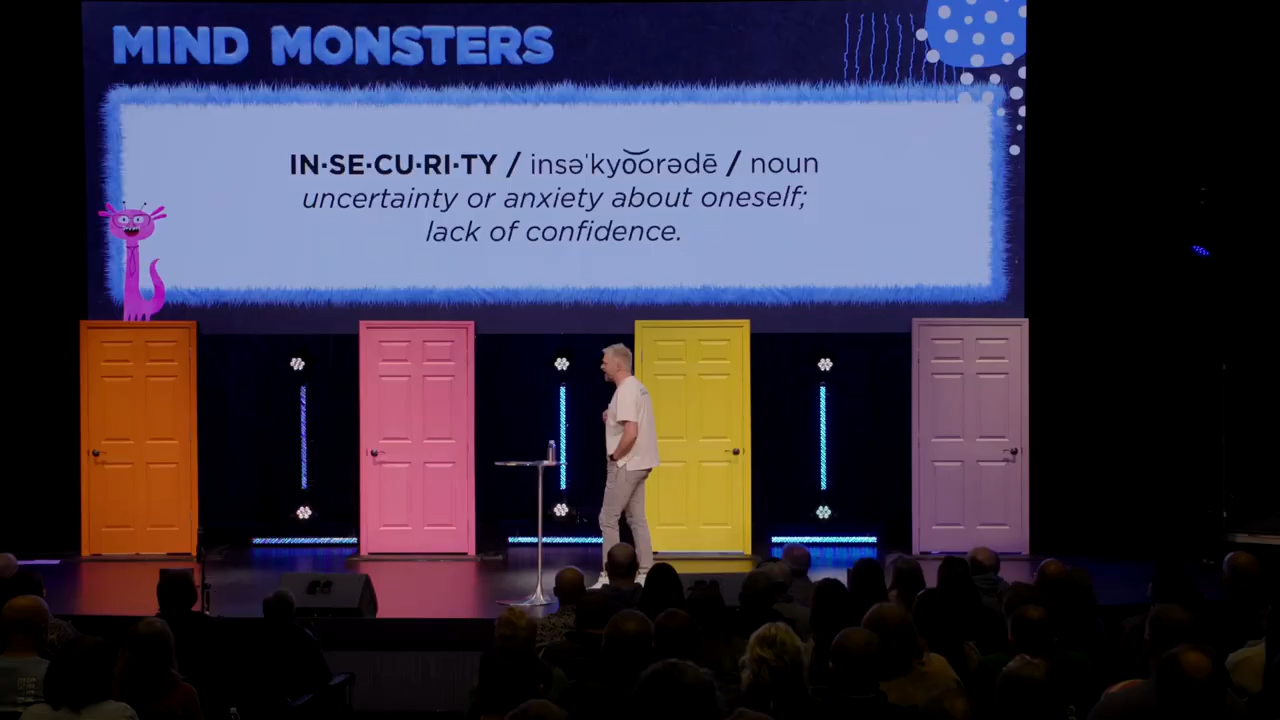 MIND MONSTERS
IN·SE·CU·RI·TY / insəˈkyo͝orədē / noun
uncertainty or anxiety about oneself;
lack of confidence.